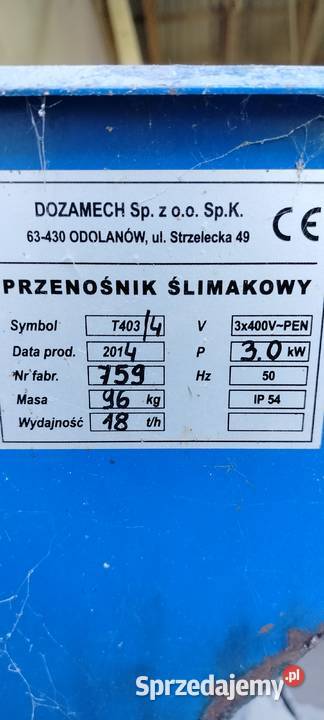 DOZAMECH Sp. z o.o. Sp.K.
63-430 ODOLANÓW, ul. Strzelecka 49
CE
PRZENOŚNIK ŚLIMAKOWY
Symbol T403/4 V 3x400V~PEN
Data prod. 2014 P 3.0 kW
Nr fabr. 759 Hz 50
Masa 96 kg IP 54
Wydajność 18 t/h
Sprzedajemy.pl